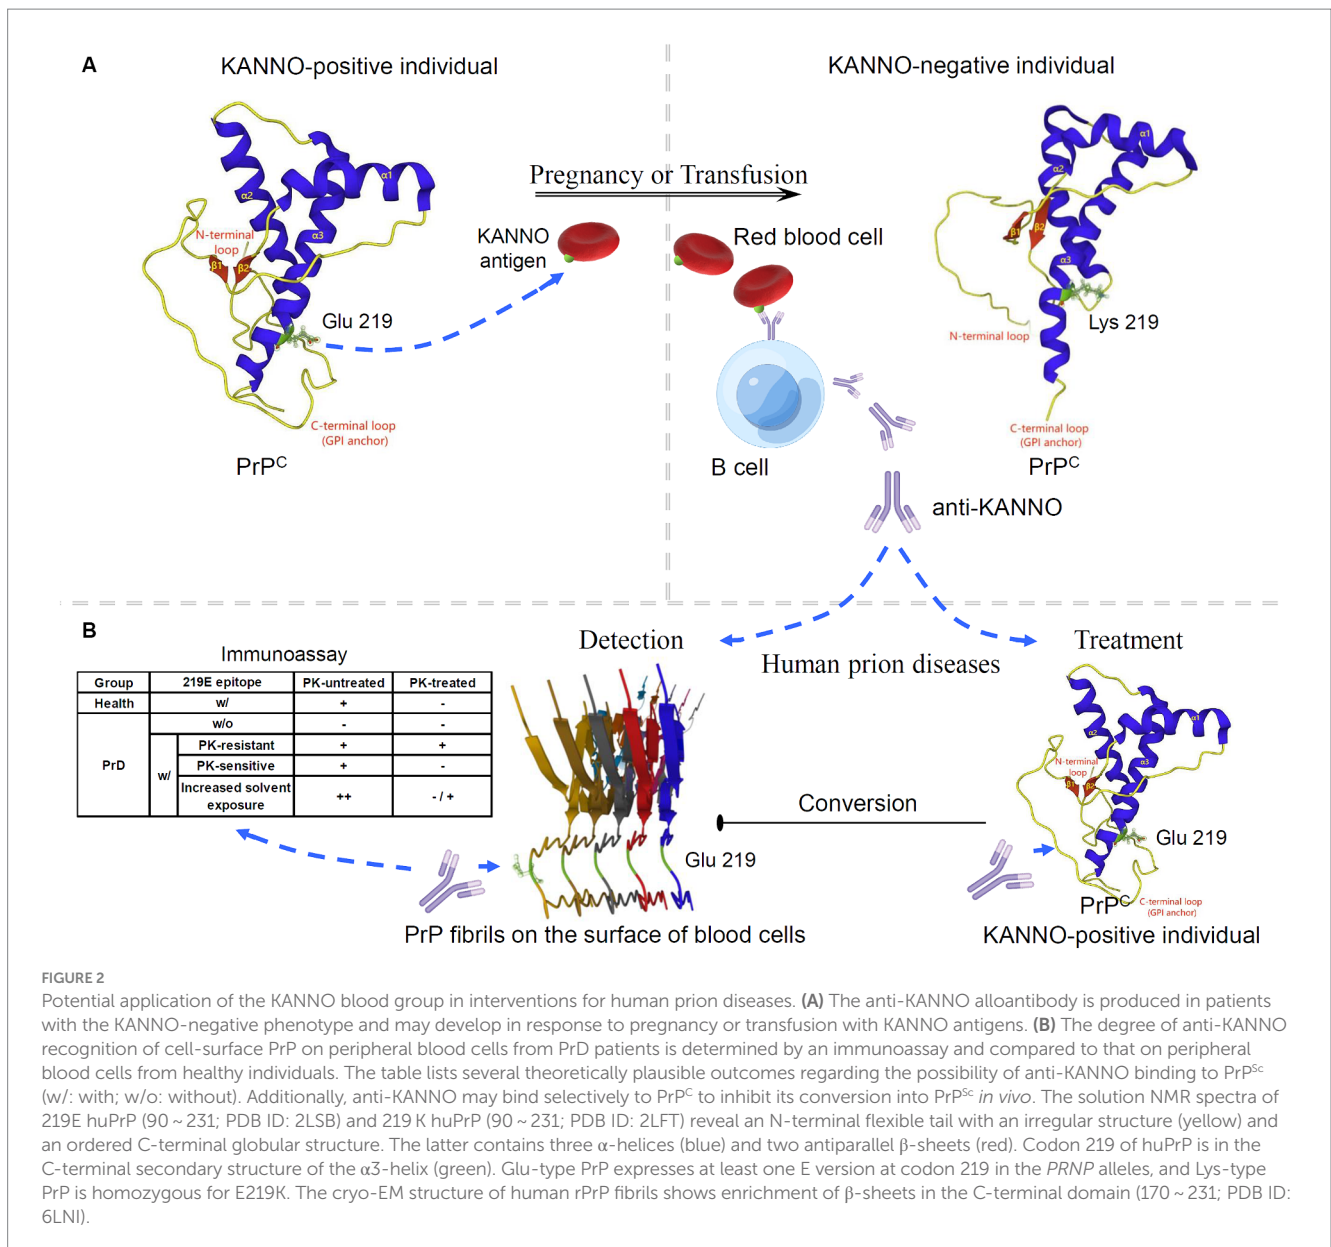 A
KANNO-positive individual
KANNO-negative individual
α1
α2
α3
N-terminal
loop
β1
β2
Glu 219
C-terminal loop
(GPI anchor)
PrPC
Pregnancy or Transfusion
KANNO
antigen
Red blood cell
B cell
anti-KANNO
α1
α2
β1
β2
α3
Lys 219
N-terminal loop
C-terminal loop
(GPI anchor)
PrPC
B
Immunoassay
Group 219E epitope PK-untreated PK-treated
Health w/ + -
PrD w/o - -
w/ PK-resistant + +
PK-sensitive + -
Increased solvent
exposure ++ - / +
Detection
Human prion diseases
Treatment
Glu 219
Conversion
PrP fibrils on the surface of blood cells
α1
α2
α3
N-terminal
loop
β1
β2
Glu 219
PrPC
C-terminal loop
(GPI anchor)
KANNO-positive individual
FIGURE 2
Potential application of the KANNO blood group in interventions for human prion diseases. (A) The anti-KANNO alloantibody is produced in patients
with the KANNO-negative phenotype and may develop in response to pregnancy or transfusion with KANNO antigens. (B) The degree of anti-KANNO
recognition of cell-surface PrP on peripheral blood cells from PrD patients is determined by an immunoassay and compared to that on peripheral
blood cells from healthy individuals. The table lists several theoretically plausible outcomes regarding the possibility of anti-KANNO binding to PrPSc
(w/: with; w/o: without). Additionally, anti-KANNO may bind selectively to PrPC to inhibit its conversion into PrPSc in vivo. The solution NMR spectra of
219E huPrP (90 ~ 231; PDB ID: 2LSB) and 219 K huPrP (90 ~ 231; PDB ID: 2LFT) reveal an N-terminal flexible tail with an irregular structure (yellow) and
an ordered C-terminal globular structure. The latter contains three α-helices (blue) and two antiparallel β-sheets (red). Codon 219 of huPrP is in the
C-terminal secondary structure of the α3-helix (green). Glu-type PrP expresses at least one E version at codon 219 in the PRNP alleles, and Lys-type
PrP is homozygous for E219K. The cryo-EM structure of human rPrP fibrils shows enrichment of β-sheets in the C-terminal domain (170 ~ 231; PDB ID:
6LNI).